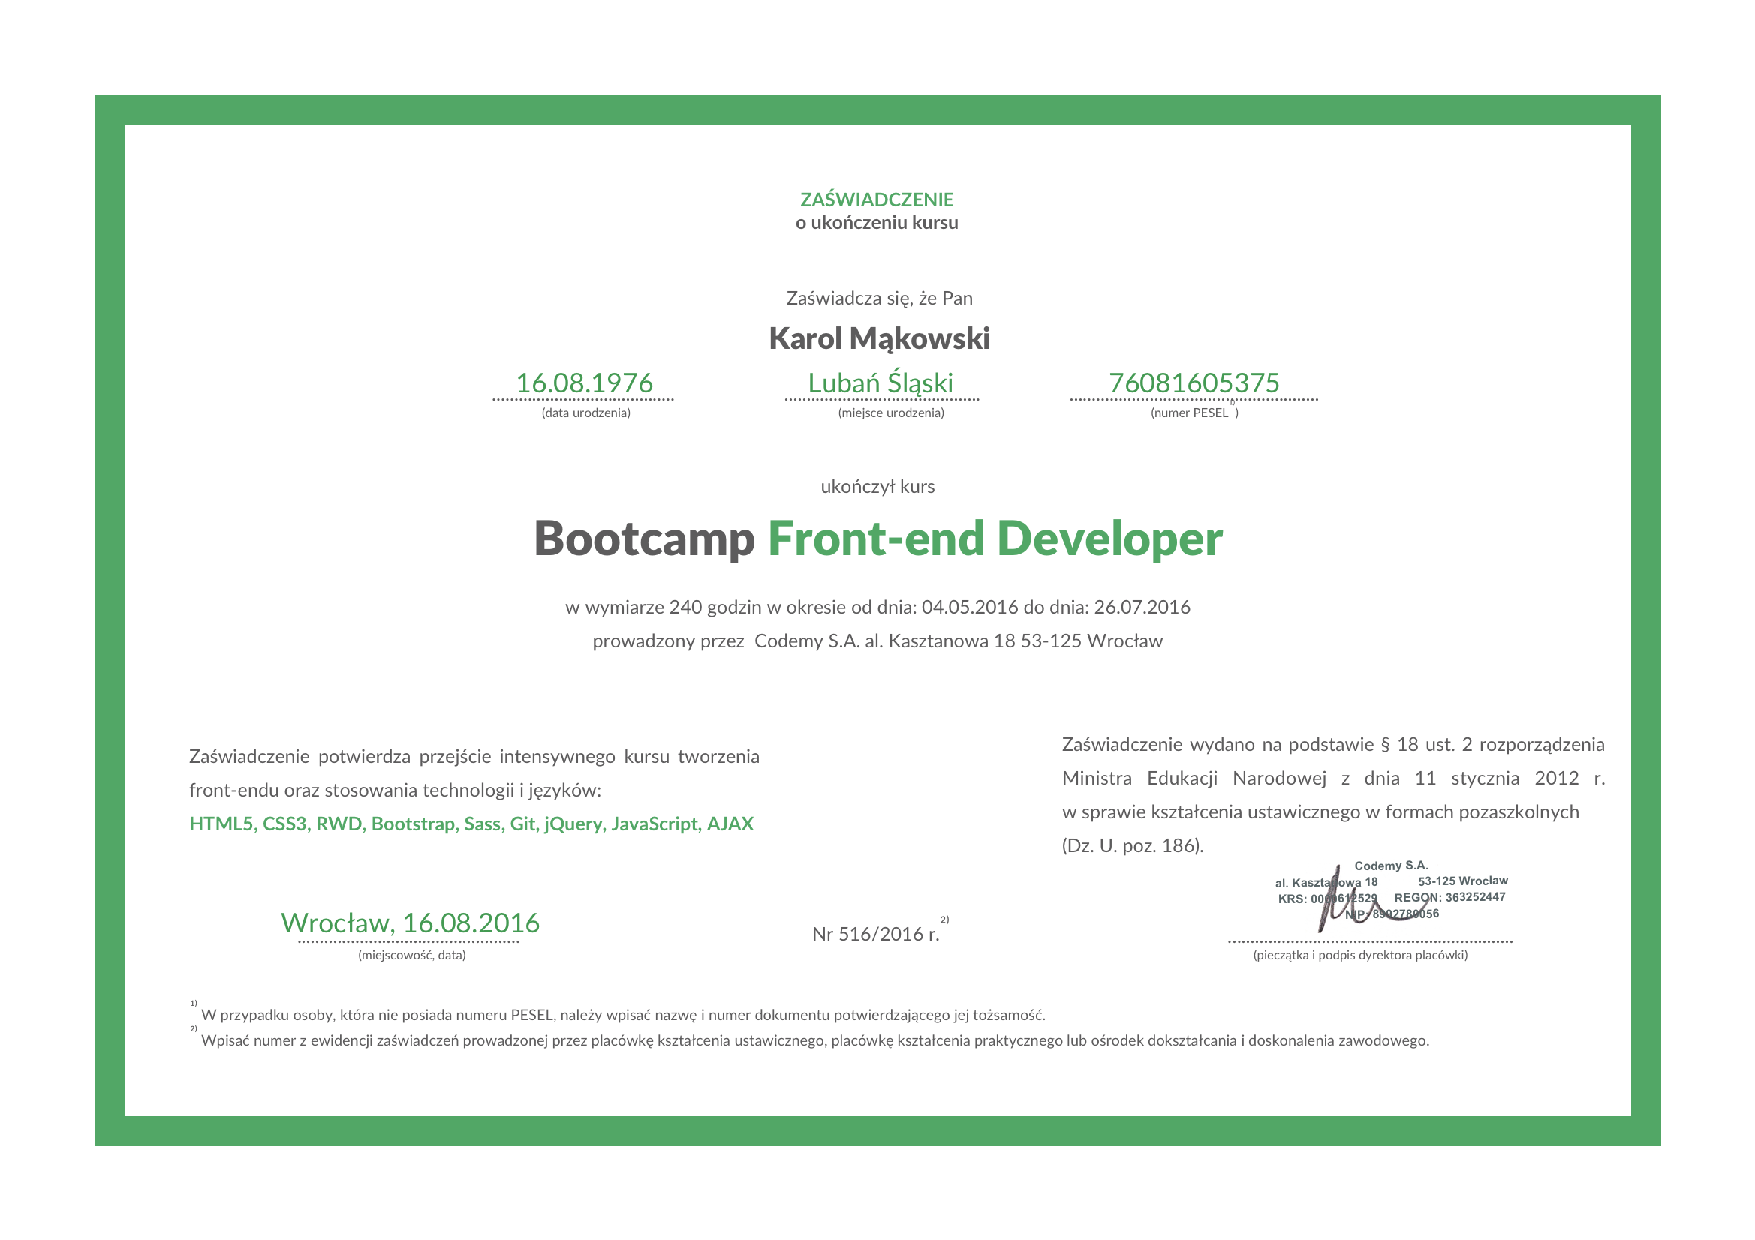 ZAŚWIADCZENIE
o ukończeniu kursu
Zaświadcza się, że Pan
Karol Mąkowski
16.08.1976 Lubań Śląski 76081605375
(data urodzenia) (miejsce urodzenia) (numer PESEL 1))
ukończył kurs
Bootcamp Front-end Developer
w wymiarze 240 godzin w okresie od dnia: 04.05.2016 do dnia: 26.07.2016
prowadzony przez Codemy S.A. al. Kasztanowa 18 53-125 Wrocław
Zaświadczenie potwierdza przejście intensywnego kursu tworzenia
front-endu oraz stosowania technologii i języków:
HTML5, CSS3, RWD, Bootstrap, Sass, Git, jQuery, JavaScript, AJAX
Zaświadczenie wydano na podstawie § 18 ust. 2 rozporządzenia
Ministra Edukacji Narodowej z dnia 11 stycznia 2012 r.
w sprawie kształcenia ustawicznego w formach pozaszkolnych
(Dz. U. poz. 186).
Codemy S.A.
al. Kasztanowa 18 53-125 Wrocław
KRS: REGON: 363252447
NIP: 8992780056
Wrocław, 16.08.2016
(miejscowość, data)
Nr 516/2016 r. 2)
(pieczątka i podpis dyrektora placówki)
1) W przypadku osoby, która nie posiada numeru PESEL, należy wpisać nazwę i numer dokumentu potwierdzającego jej tożsamość.
2) Wpisać numer z ewidencji zaświadczeń prowadzonej przez placówkę kształcenia ustawicznego, placówkę kształcenia praktycznego lub ośrodek dokształcania i doskonalenia zawodowego.